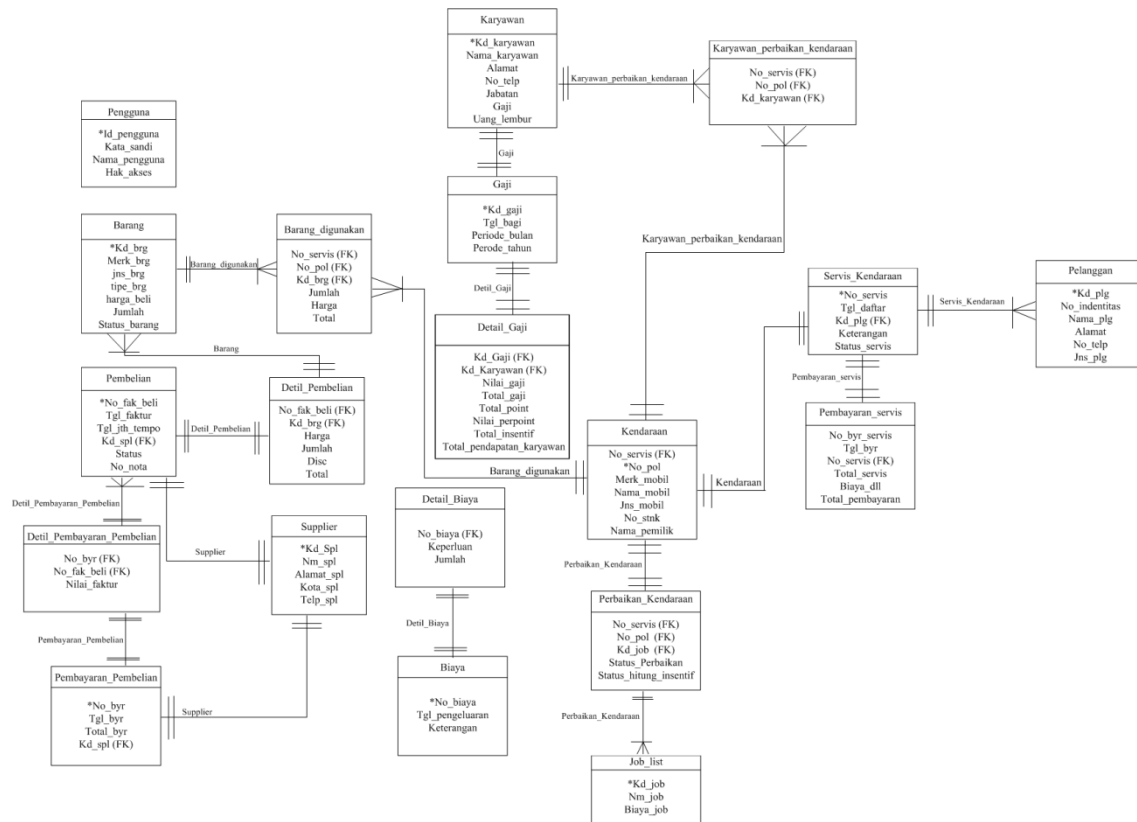 Karyawan
*Kd_karyawan
Nama_karyawan
Alamat
No_telp
Jabatan
Gaji
Uang_lembur
Karyawan_perbaikan_kendaraan
Karyawan_perbaikan_kendaraan
No_servis (FK)
No_pol (FK)
Kd_karyawan (FK)
Pengguna
*Id_pengguna
Kata_sandi
Nama_pengguna
Hak_akses
Gaji
Gaji
*Kd_gaji
Tgl_bagi
Periode_bulan
Perode_tahun
Karyawan_perbaikan_kendaraan
Barang
*Kd_brg
Merk_brg
jns_brg
tipe_brg
harga_beli
Jumlah
Status_barang
Barang_digunakan
Barang_digunakan
No_servis (FK)
No_pol (FK)
Kd_brg (FK)
Jumlah
Harga
Total
Detil_Gaji
Servis_Kendaraan
*No_servis
Tgl_daftar
Kd_plg (FK)
Keterangan
Status_servis
Servis_Kendaraan
Pelanggan
*Kd_plg
No_indentitas
Nama_plg
Alamat
No_telp
Jns_plg
Detail_Gaji
Kd_Gaji (FK)
Kd_Karyawan (FK)
Nilai_gaji
Total_gaji
Total_point
Nilai_perpoint
Total_insentif
Total_pendapatan_karyawan
Barang
Pembelian
*No_fak_beli
Tgl_faktur
Tgl_jth_tempo
Kd_spl (FK)
Status
No_nota
Detil_Pembelian
Detil_Pembelian
No_fak_beli (FK)
Kd_brg (FK)
Harga
Jumlah
Disc
Total
Pembayaran_servis
Pembayaran_servis
No_byr_servis
Tgl_byr
No_servis (FK)
Total_servis
Biaya_dll
Total_pembayaran
Barang_digunakan
Kendaraan
No_servis (FK)
*No_pol
Merk_mobil
Nama_mobil
Jns_mobil
No_stnk
Nama_pemilik
Kendaraan
Detil_Pembayaran_Pembelian
Detil_Pembayaran_Pembelian
No_byr (FK)
No_fak_beli (FK)
Nilai_faktur
Supplier
Supplier
*Kd_Spl
Nm_spl
Alamat_spl
Kota_spl
Telp_spl
Detail_Biaya
No_biaya (FK)
Keperluan
Jumlah
Perbaikan_Kendaraan
Perbaikan_Kendaraan
No_servis (FK)
No_pol (FK)
Kd_job (FK)
Status_Perbaikan
Status_hitung_insentif
Detil_Biaya
Pembayaran_Pembelian
Pembayaran_Pembelian
*No_byr
Tgl_byr
Total_byr
Kd_spl (FK)
Supplier
Biaya
*No_biaya
Tgl_pengeluaran
Keterangan
Perbaikan_Kendaraan
Job_list
*Kd_job
Nm_job
Biaya_job